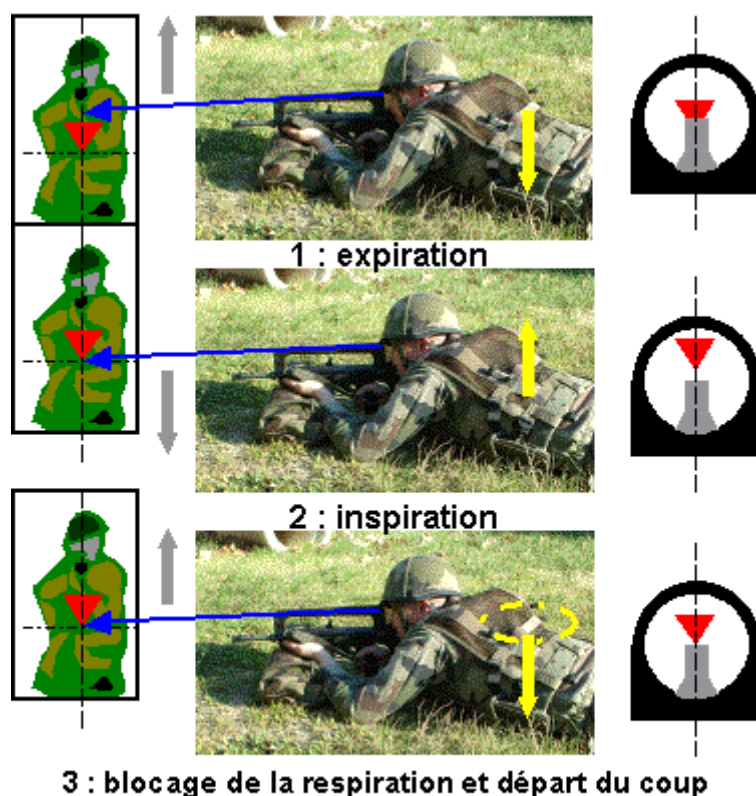 1 : expiration
2 : inspiration
3 : blocage de la respiration et départ du coup